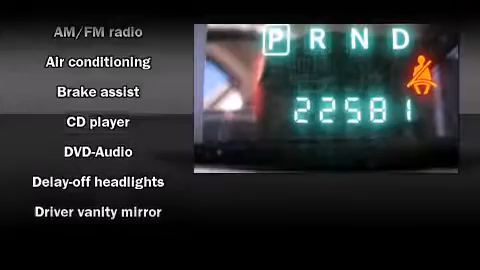 AM/FM radio
Air conditioning
Brake assist
CD player
DVD-Audio
Delay-off headlights
Driver vanity mirror
P R N D
22581